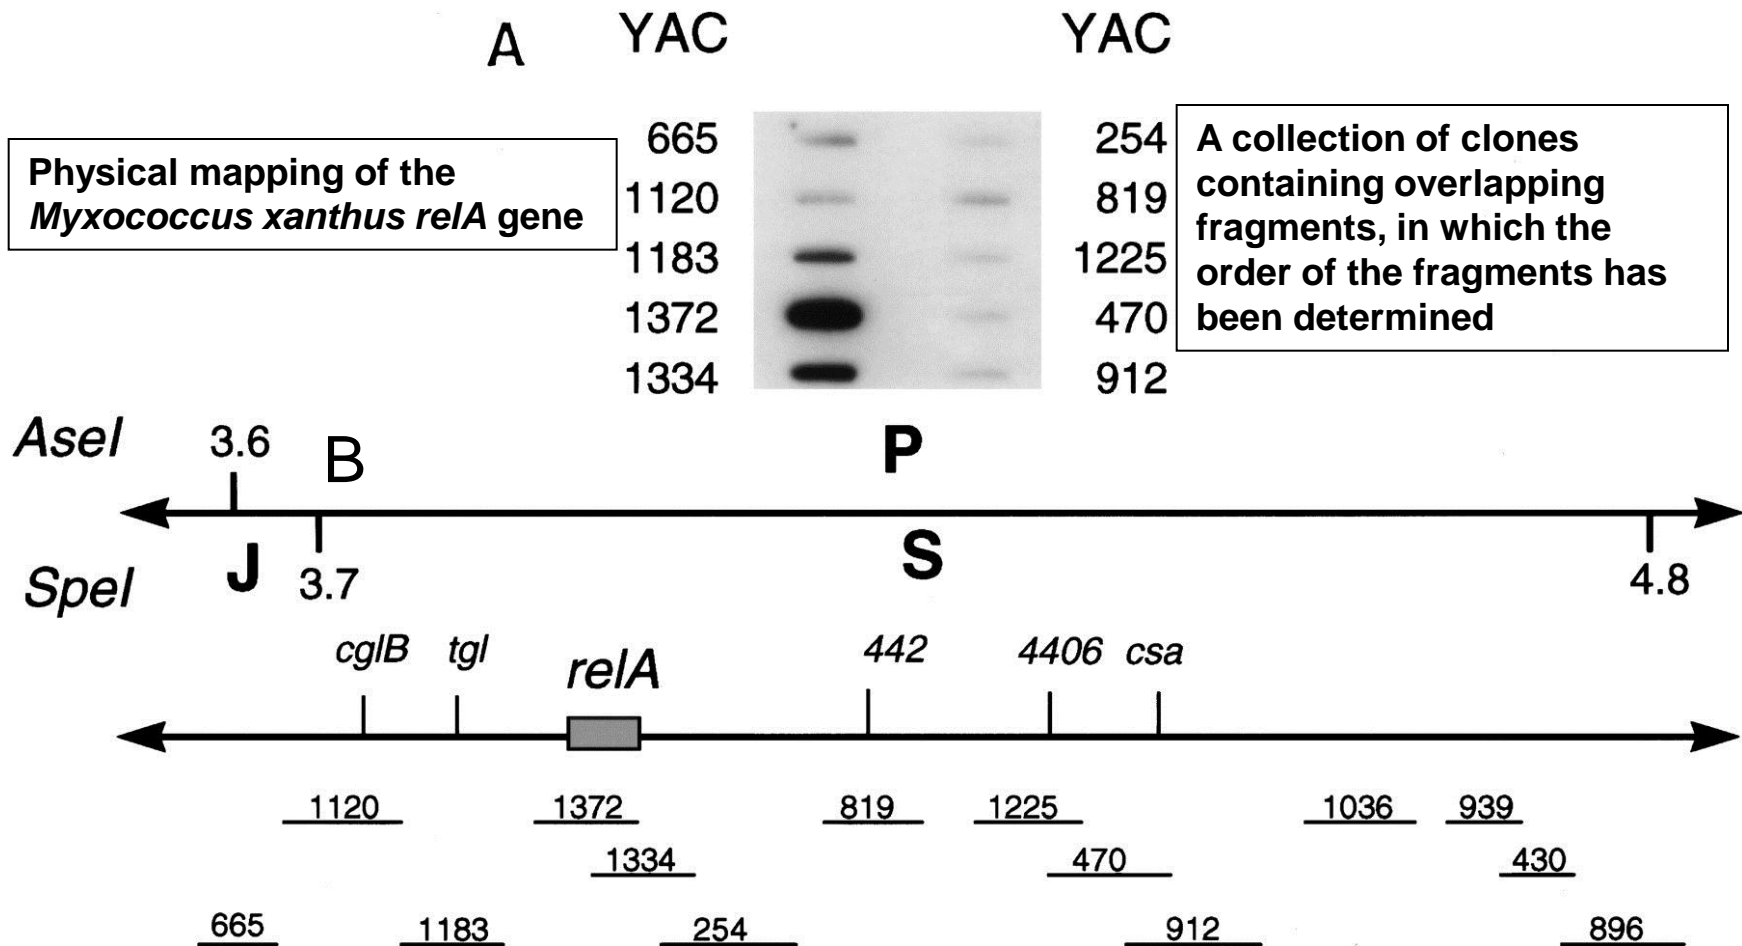 A
YAC
YAC
Physical mapping of the
Myxococcus xanthus relA gene
665
1120
1183
1372
1334
254
819
1225
470
912
A collection of clones
containing overlapping
fragments, in which the
order of the fragments has
been determined
AseI
3.6
B
P
SpeI
J
3.7
S
4.8
cglB tgl relA 442 4406 csa
1120 1372 819 1225 1036 939
1334 470 430
665 1183 254 912 896